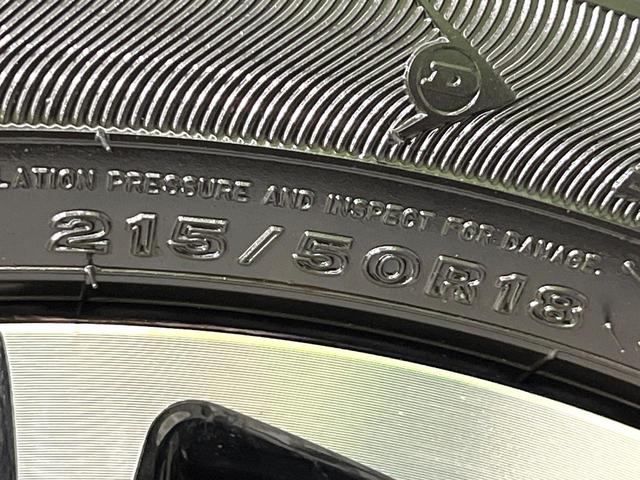 D
LATION PRESSURE AND INSPECT FOR DAMAGE.
215/50R18